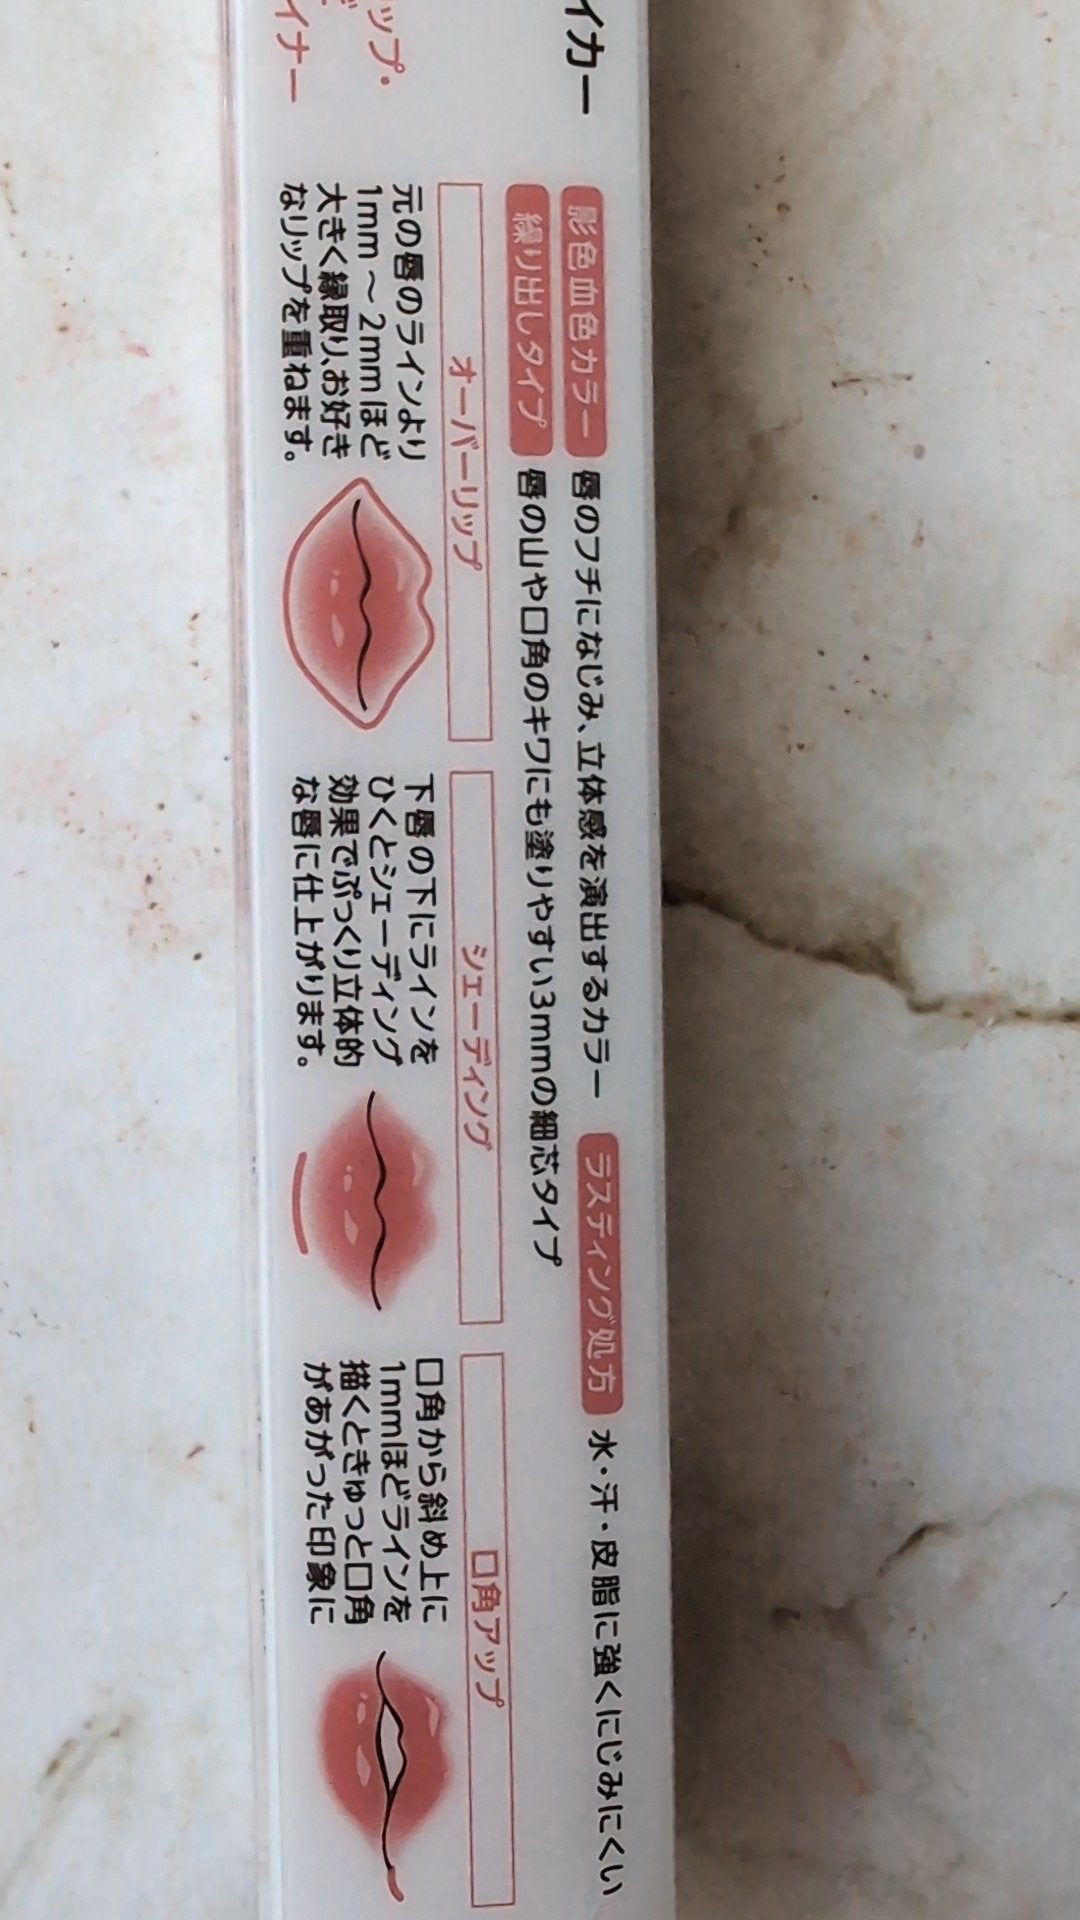 イカー
ップ・
イナー
影色血色カラー 唇のフチになじみ、立体感を演出するカラー ラスティング処方 水・汗・皮脂に強くにじみにくい
繰り出しタイプ 唇の山や口角のキワにも塗りやすい3mmの細芯タイプ
オーバーリップ
元の唇のラインより
1mm～2mmほど
大きく縁取り、お好き
なリップを重ねます。
シェーディング
下唇の下にラインを
ひくとシェーディング
効果でぷっくり立体的
な唇に仕上がります。
口角アップ
口角から斜め上に
1mmほどラインを
描くときゅっと口角
があがった印象に